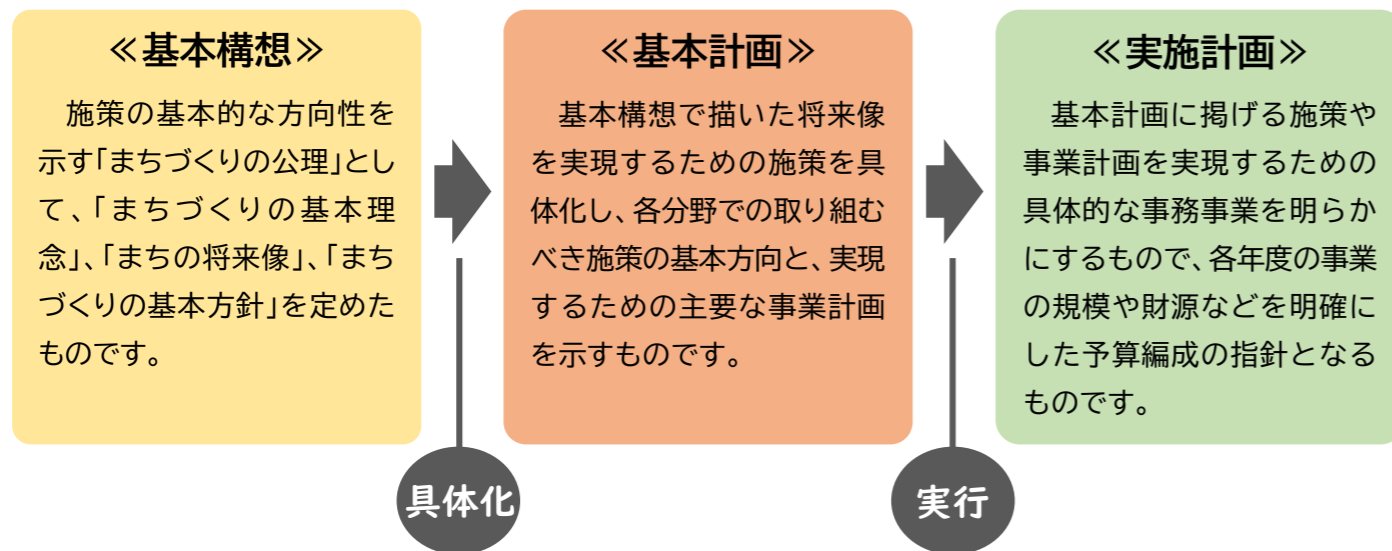 ≪基本構想≫
施策の基本的な方向性を
示す「まちづくりの公理」とし
て、「まちづくりの基本理
念」、「まちの将来像」、「まち
づくりの基本方針」を定めた
ものです。
具体化
≪基本計画≫
基本構想で描いた将来像
を実現するための施策を具
体化し、各分野での取り組む
べき施策の基本方向と、実現
するための主要な事業計画
を示すものです。
実行
≪実施計画≫
基本計画に掲げる施策や
事業計画を実現するための
具体的な事務事業を明らか
にするもので、各年度の事業
の規模や財源などを明確に
した予算編成の指針となる
ものです。